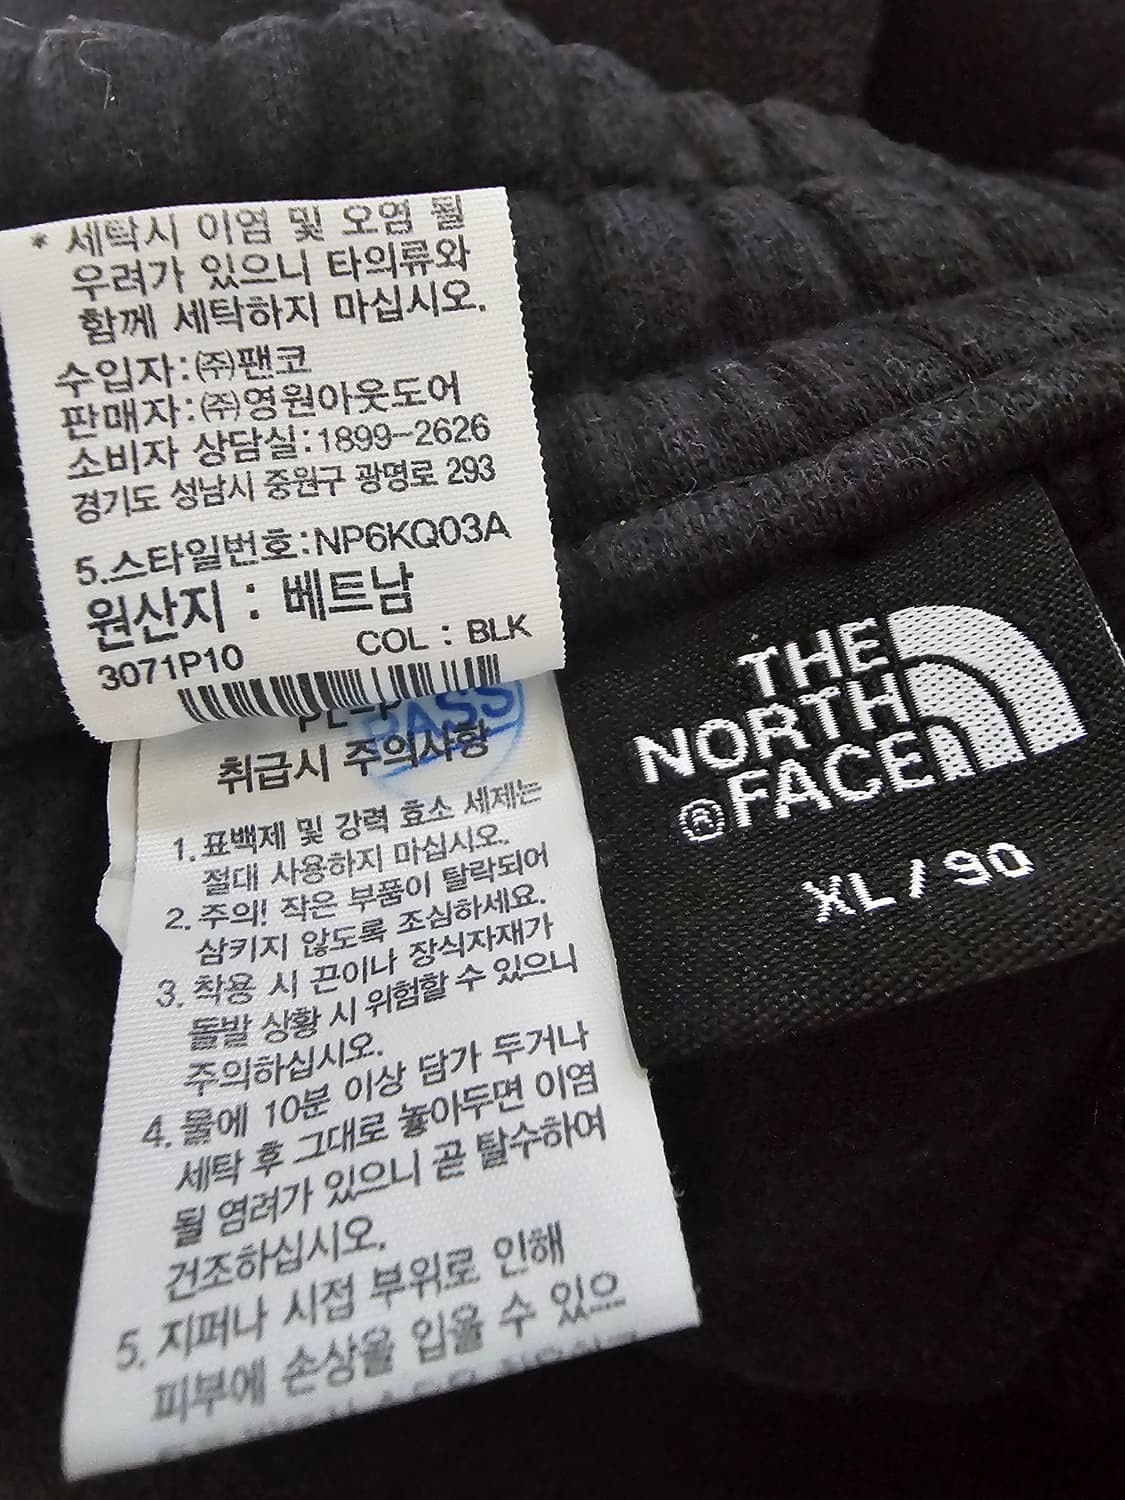 * 세탁시 이염 및 오염 될
우려가 있으니 타의류와
함께 세탁하지 마십시오.
수입자:㈜팬코
판매자:㈜영원아웃도어
소비자 상담실:1899-2626
경기도 성남시 중원구 광명로 293
5.스타일번호:NP6KQ03A
원산지 : 베트남
3071P10 COL : BLK
PASS
취급시 주의사항
1. 표백제 및 강력 효소 세제는
절대 사용하지 마십시오.
2. 주의! 작은 부품이 탈락되어
삼키지 않도록 조심하세요.
3. 착용 시 끈이나 장식자재가
돌발 상황 시 위험할 수 있으니
주의하십시오.
4. 물에 10분 이상 담가 두거나
세탁 후 그대로 놓아두면 이염
될 염려가 있으니 곧 탈수하여
건조하십시오.
5. 지퍼나 시접 부위로 인해
피부에 손상을 입을 수 있으
THE
NORTH
®FACE
XL / 90